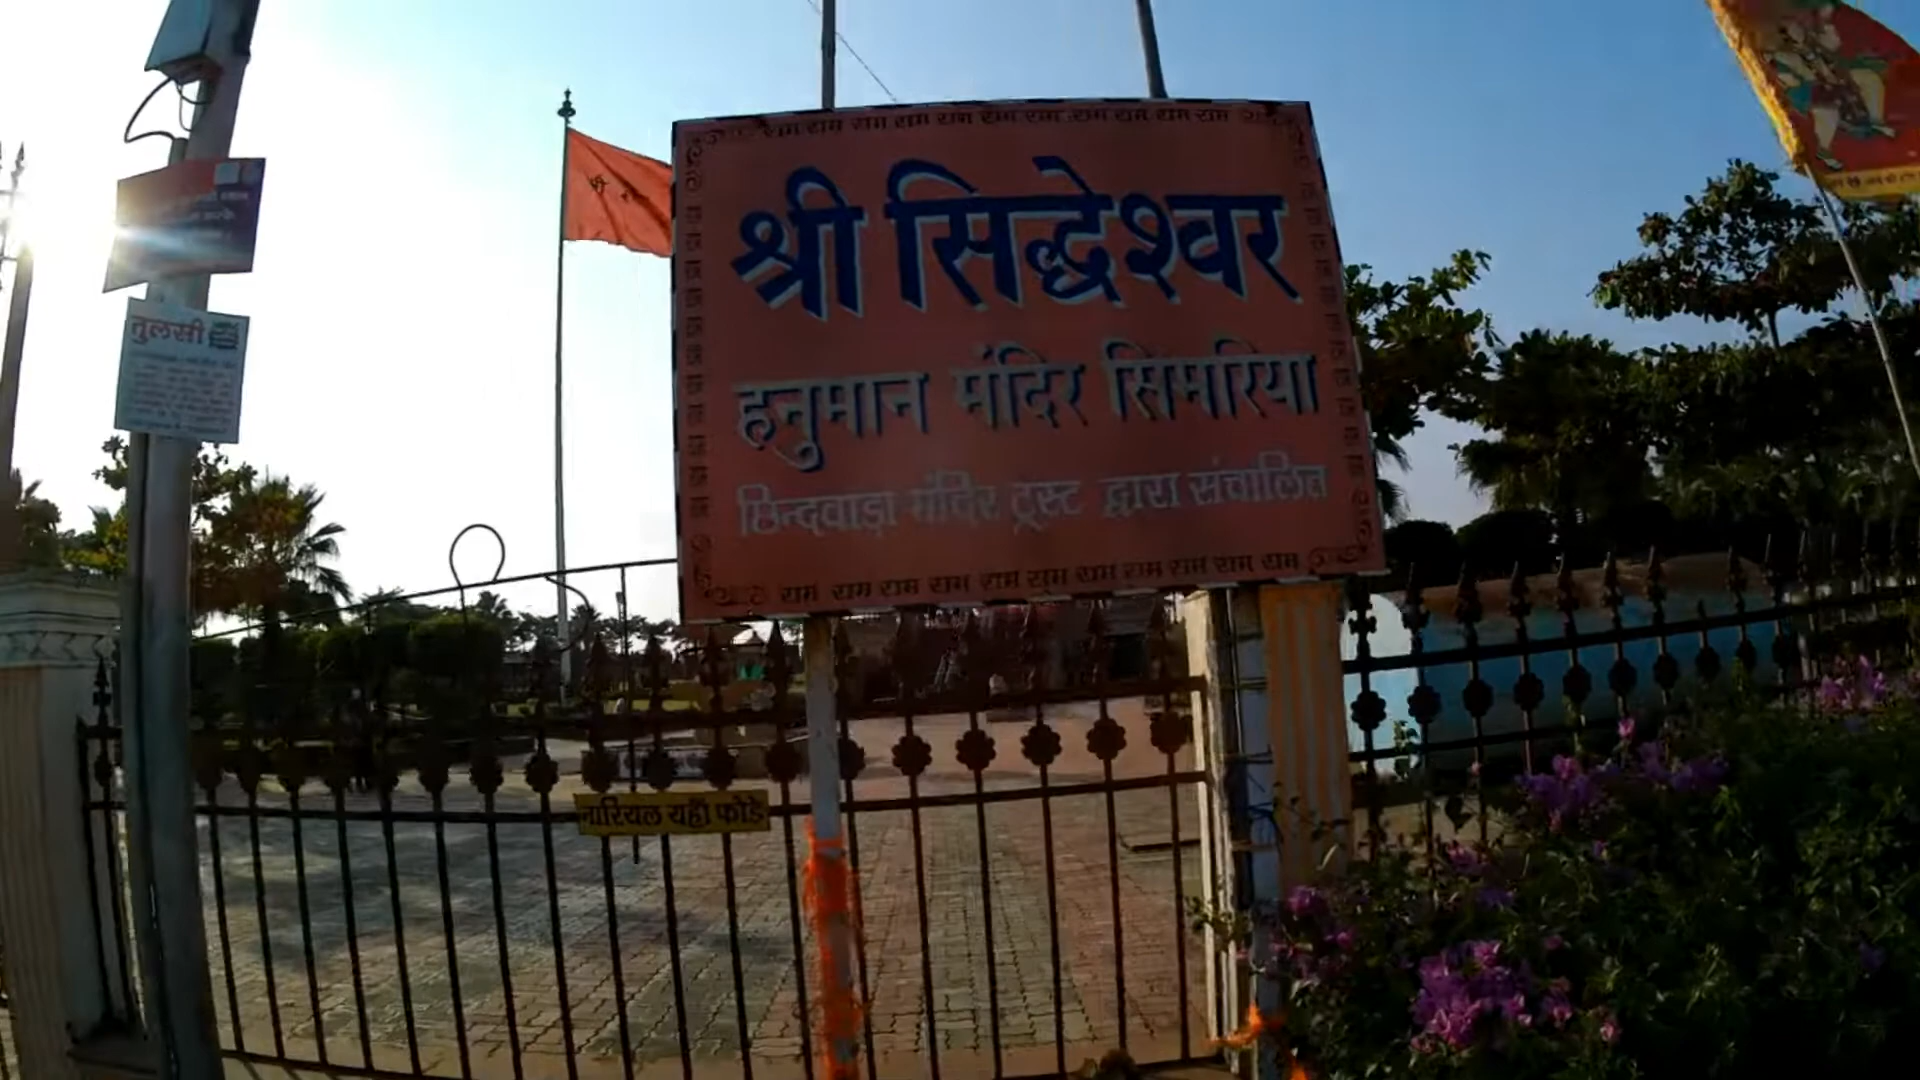 राम राम राम राम राम राम राम राम राम राम राम
श्री सिद्धेश्वर
हनुमान मंदिर सिमरिया
छिन्दवाड़ा मंदिर ट्रस्ट द्वारा संचालित
राम राम राम राम राम राम राम राम राम राम राम
तुलसी
नारियल यहाँ फोडे